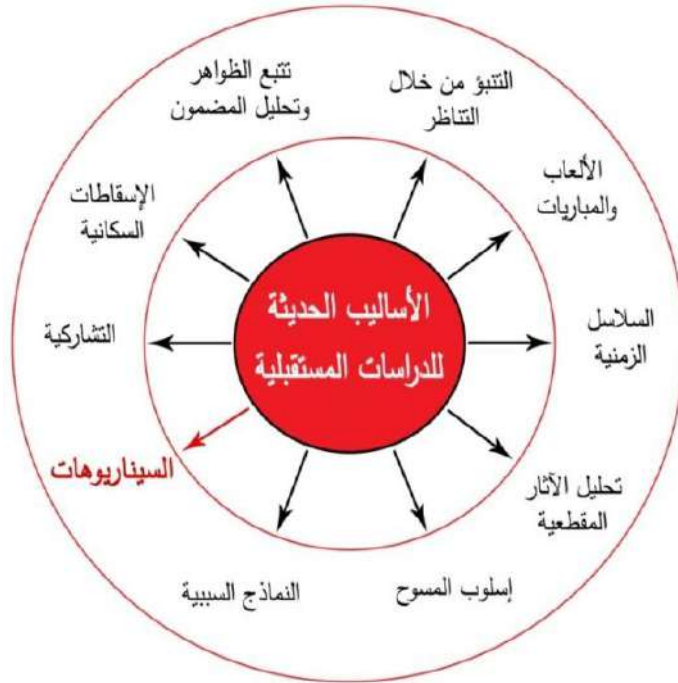 تتبع الظواهر
وتحليل المضمون
التنبؤ من خلال
التناظر
الألعاب
والمباريات
الإسقاطات
السكانية
السلاسل
الزمنية
التشاركية
الأساليب الحديثة
للدراسات المستقبلية
السيناريوهات
تحليل الآثار
المقطعية
إسلوب المسوح
النماذج السببية